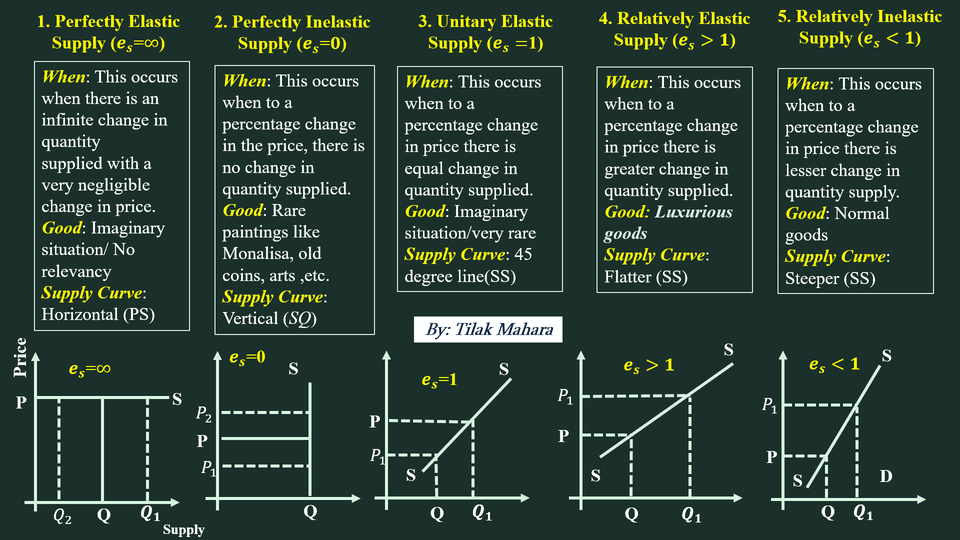 1. Perfectly Elastic
Supply (eₛ=∞)
When: This occurs
when there is an
infinite change in
quantity
supplied with a
very negligible
change in price.
Good: Imaginary
situation/ No
relevancy
Supply Curve:
Horizontal (PS)
2. Perfectly Inelastic
Supply (eₛ=0)
When: This occurs
when to a
percentage change
in the price, there is
no change in
quantity supplied.
Good: Rare
paintings like
Monalisa, old
coins, arts ,etc.
Supply Curve:
Vertical (SQ)
3. Unitary Elastic
Supply (eₛ =1)
When: This occurs
when to a
percentage change
in price there is
equal change in
quantity supplied.
Good: Imaginary
situation/very rare
Supply Curve: 45
degree line(SS)
4. Relatively Elastic
Supply (eₛ > 1)
When: This occurs
when to a
percentage change
in price there is
greater change in
quantity supplied.
Good: Luxurious
goods
Supply Curve:
Flatter (SS)
5. Relatively Inelastic
Supply (eₛ < 1)
When: This occurs
when to a
percentage change
in price there is
lesser change in
quantity supply.
Good: Normal
goods
Supply Curve:
Steeper (SS)
By: Tilak Mahara
Price
eₛ=∞
P
S
Q₂ Q Q₁
Supply
eₛ=0
S
P₂
P
P₁
Q
eₛ=1
S
P
P₁
S
Q Q₁
eₛ > 1
S
P₁
P
S
Q Q₁
eₛ < 1
S
P₁
P
S
D
Q Q₁